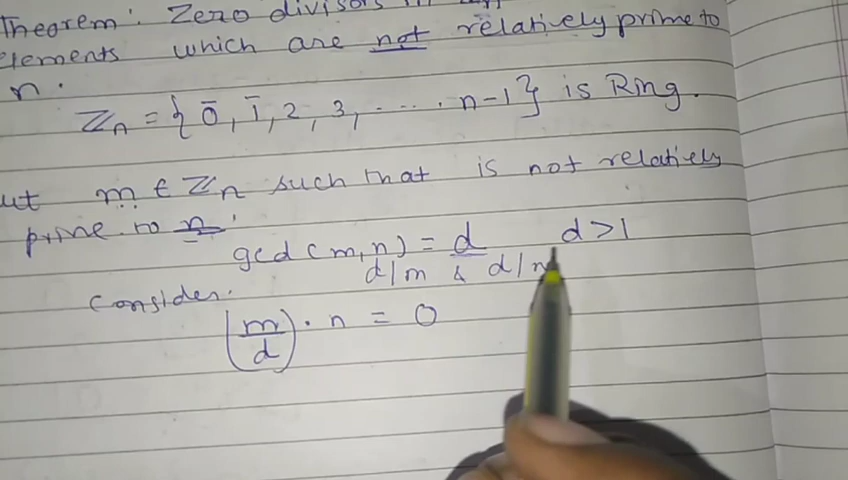 Theorem: Zero divisors in
elements which are not relatively prime to
n.
ℤn = { 0̄, 1̄, 2, 3, .... n-1} is Ring.
m ∈ ℤn such that is not relatively
prime to n.
gcd (m,n) = d d>1
d/m & d/n
Consider.
(m/d) · n = 0